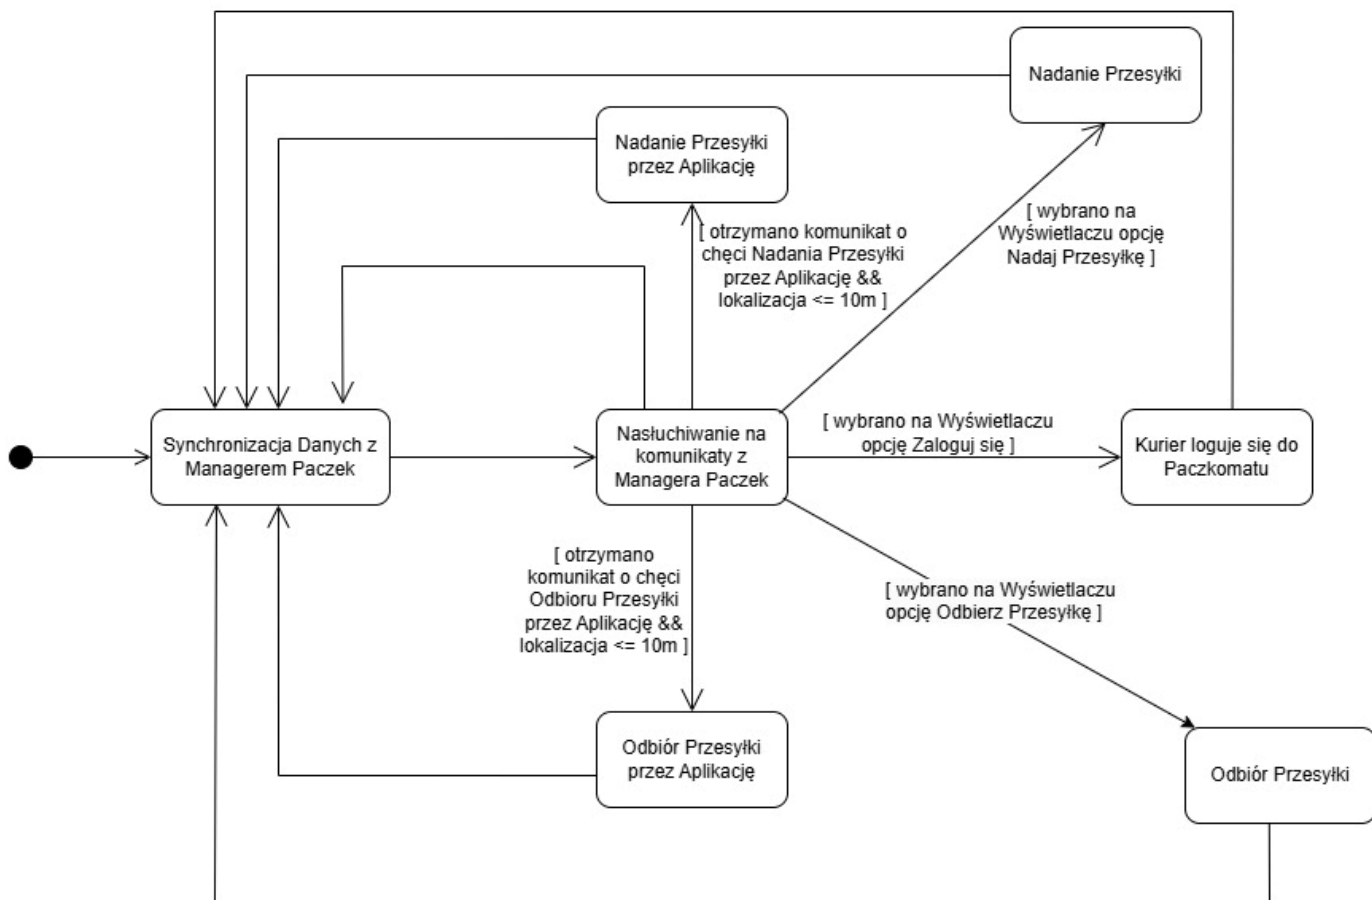 Nadanie Przesyłki
Nadanie Przesyłki
przez Aplikację
[ wybrano na
Wyświetlaczu opcję
Nadaj Przesyłkę ]
[ otrzymano komunikat o
chęci Nadania Przesyłki
przez Aplikację &&
lokalizacja <= 10m ]
Synchronizacja Danych z
Managerem Paczek
Nasłuchiwanie na
komunikaty z
Managera Paczek
[ wybrano na Wyświetlaczu
opcję Zaloguj się ]
Kurier loguje się do
Paczkomatu
[ otrzymano
komunikat o chęci
Odbioru Przesyłki
przez Aplikację &&
lokalizacja <= 10m ]
[ wybrano na Wyświetlaczu
opcję Odbierz Przesyłkę ]
Odbiór Przesyłki
przez Aplikację
Odbiór Przesyłki